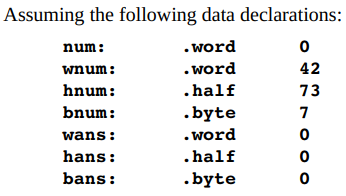 Assuming the following data declarations:
num: .word 0
wnum: .word 42
hnum: .half 73
bnum: .byte 7
wans: .word 0
hans: .half 0
bans: .byte 0